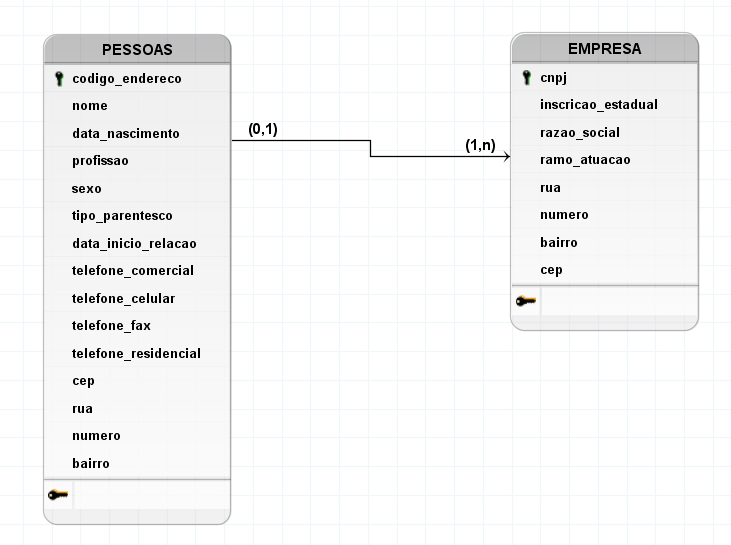 PESSOAS
codigo_endereco
nome
data_nascimento
profissao
sexo
tipo_parentesco
data_inicio_relacao
telefone_comercial
telefone_celular
telefone_fax
telefone_residencial
cep
rua
numero
bairro
(0,1)
(1,n)
EMPRESA
cnpj
inscricao_estadual
razao_social
ramo_atuacao
rua
numero
bairro
cep